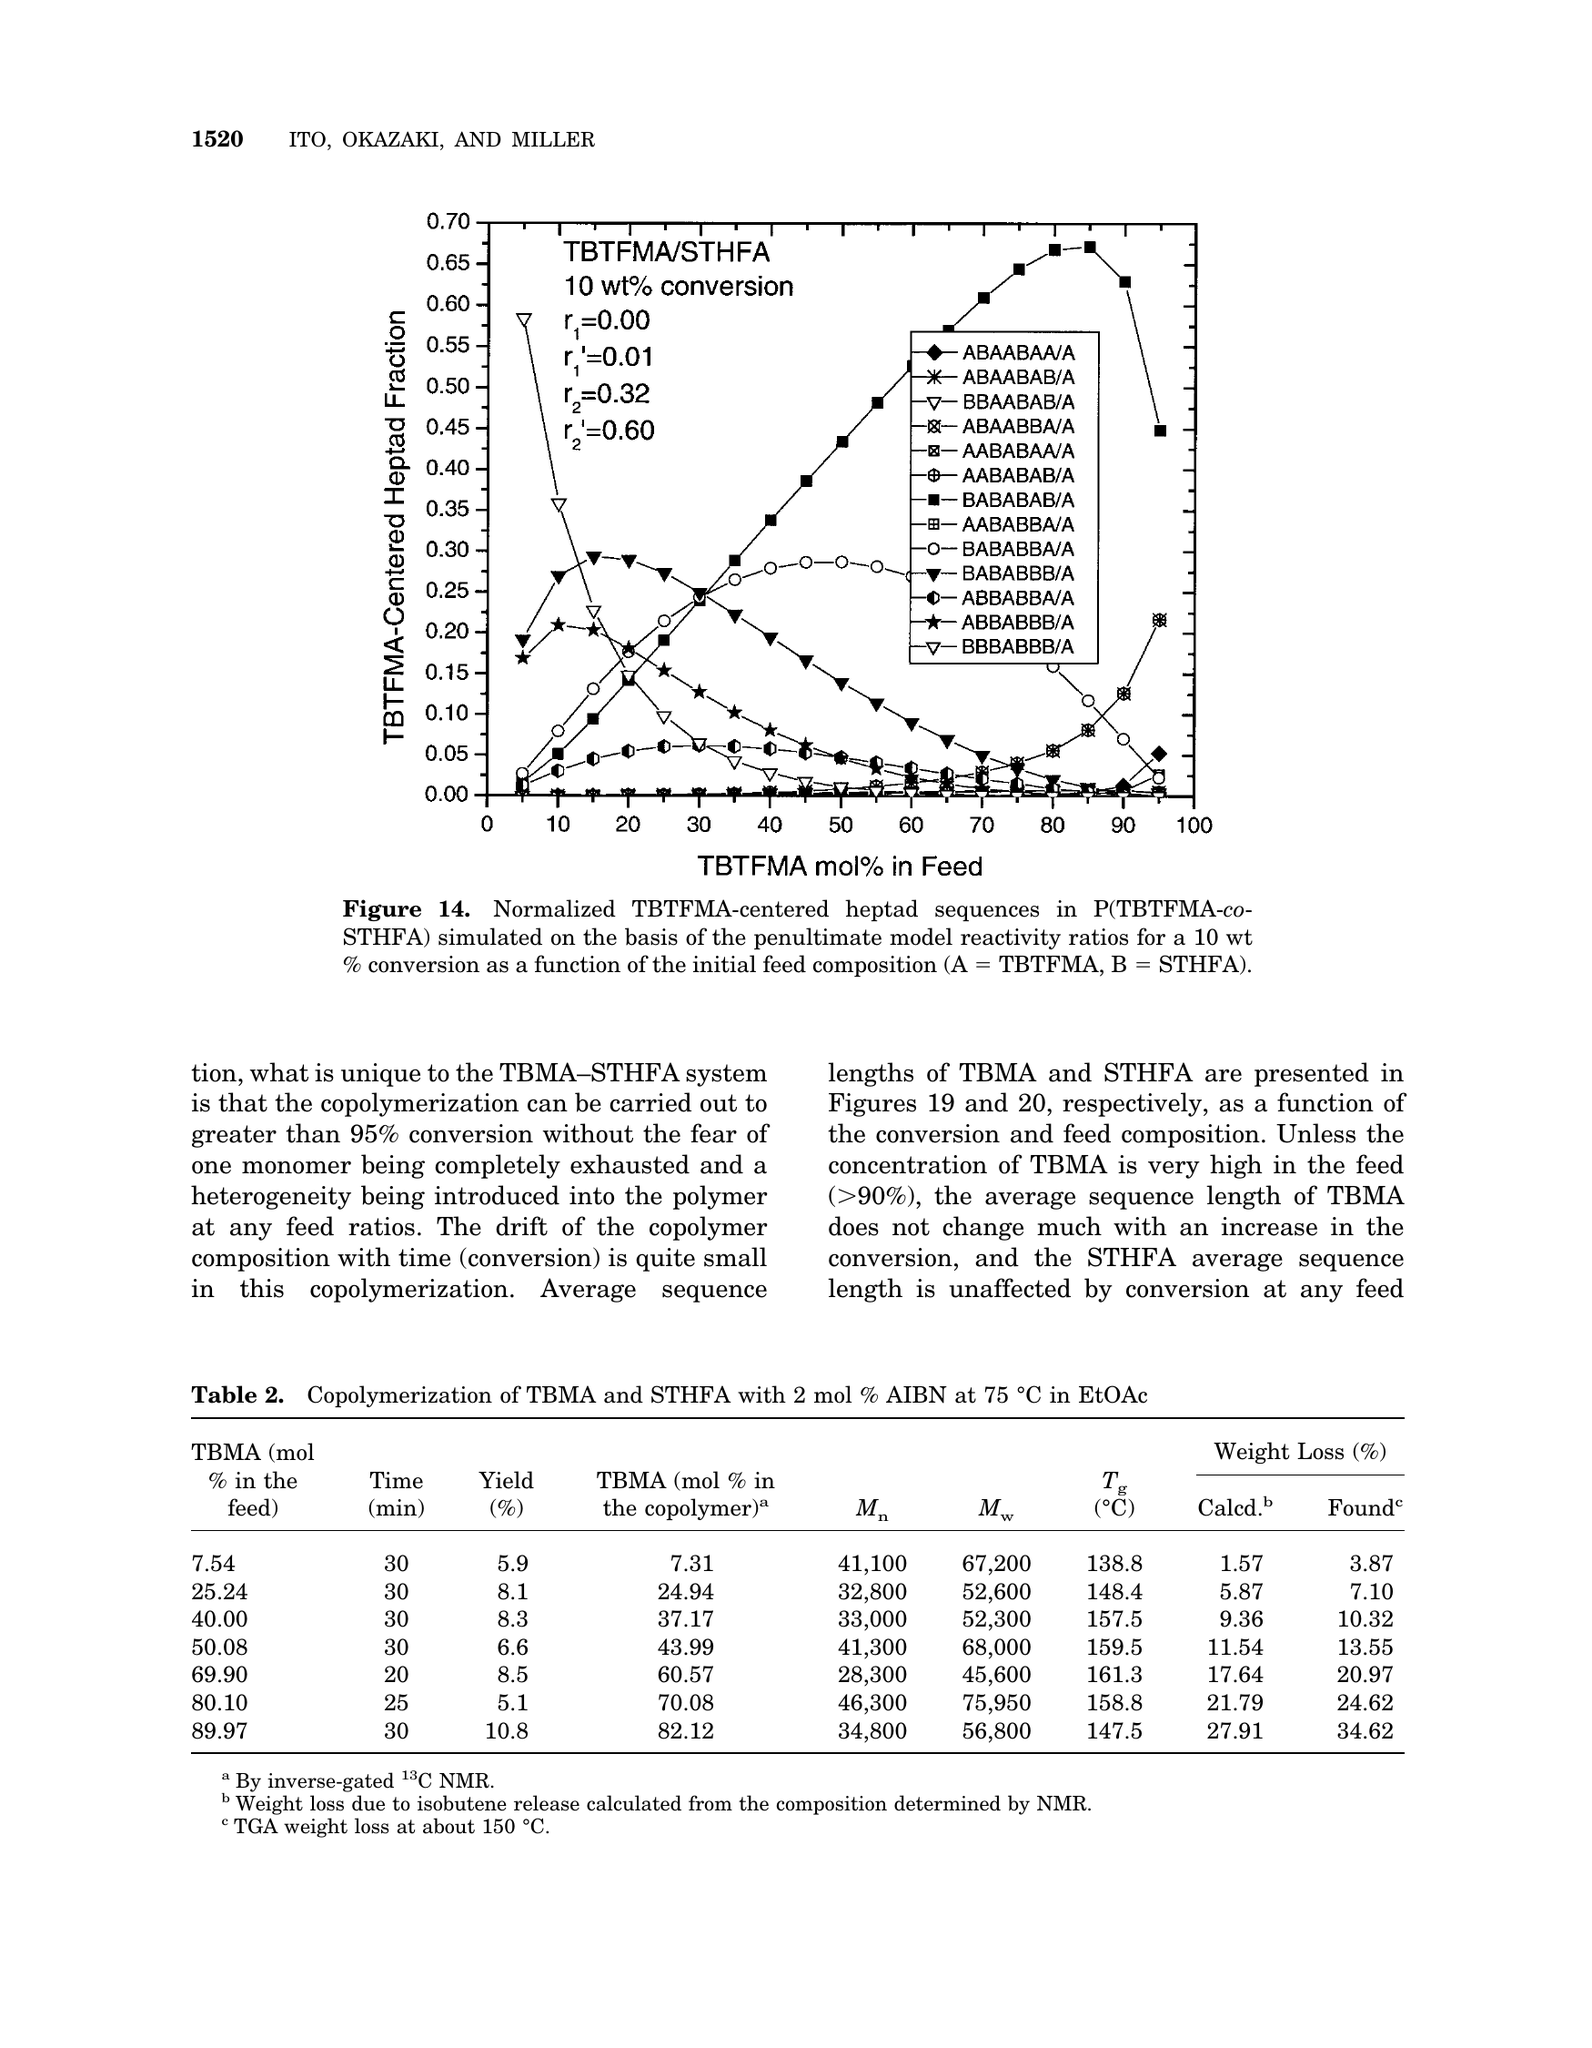 1520 ITO, OKAZAKI, AND MILLER
TBTFMA-Centered Heptad Fraction
0.70
0.65
0.60
0.55
0.50
0.45
0.40
0.35
0.30
0.25
0.20
0.15
0.10
0.05
0.00
TBTFMA/STHFA
10 wt% conversion
r1=0.00
r1'=0.01
r2=0.32
r2'=0.60
ABAABAA/A
ABAABAB/A
BBAABAB/A
ABAABBA/A
AABABAA/A
AABABAB/A
BABABAB/A
AABABBA/A
BABABBA/A
BABABBB/A
ABBABBA/A
ABBABBB/A
BBBABBB/A
0 10 20 30 40 50 60 70 80 90 100
TBTFMA mol% in Feed
Figure 14. Normalized TBTFMA-centered heptad sequences in P(TBTFMA-co-
STHFA) simulated on the basis of the penultimate model reactivity ratios for a 10 wt
% conversion as a function of the initial feed composition (A = TBTFMA, B = STHFA).
tion, what is unique to the TBMA–STHFA system
is that the copolymerization can be carried out to
greater than 95% conversion without the fear of
one monomer being completely exhausted and a
heterogeneity being introduced into the polymer
at any feed ratios. The drift of the copolymer
composition with time (conversion) is quite small
in this copolymerization. Average sequence
lengths of TBMA and STHFA are presented in
Figures 19 and 20, respectively, as a function of
the conversion and feed composition. Unless the
concentration of TBMA is very high in the feed
(>90%), the average sequence length of TBMA
does not change much with an increase in the
conversion, and the STHFA average sequence
length is unaffected by conversion at any feed
Table 2. Copolymerization of TBMA and STHFA with 2 mol % AIBN at 75 °C in EtOAc
TBMA (mol Weight Loss (%)
% in the Time Yield TBMA (mol % in Tg
feed) (min) (%) the copolymer)a Mn Mw (°C) Calcd.b Foundc
7.54 30 5.9 7.31 41,100 67,200 138.8 1.57 3.87
25.24 30 8.1 24.94 32,800 52,600 148.4 5.87 7.10
40.00 30 8.3 37.17 33,000 52,300 157.5 9.36 10.32
50.08 30 6.6 43.99 41,300 68,000 159.5 11.54 13.55
69.90 20 8.5 60.57 28,300 45,600 161.3 17.64 20.97
80.10 25 5.1 70.08 46,300 75,950 158.8 21.79 24.62
89.97 30 10.8 82.12 34,800 56,800 147.5 27.91 34.62
a By inverse-gated 13C NMR.
b Weight loss due to isobutene release calculated from the composition determined by NMR.
c TGA weight loss at about 150 °C.